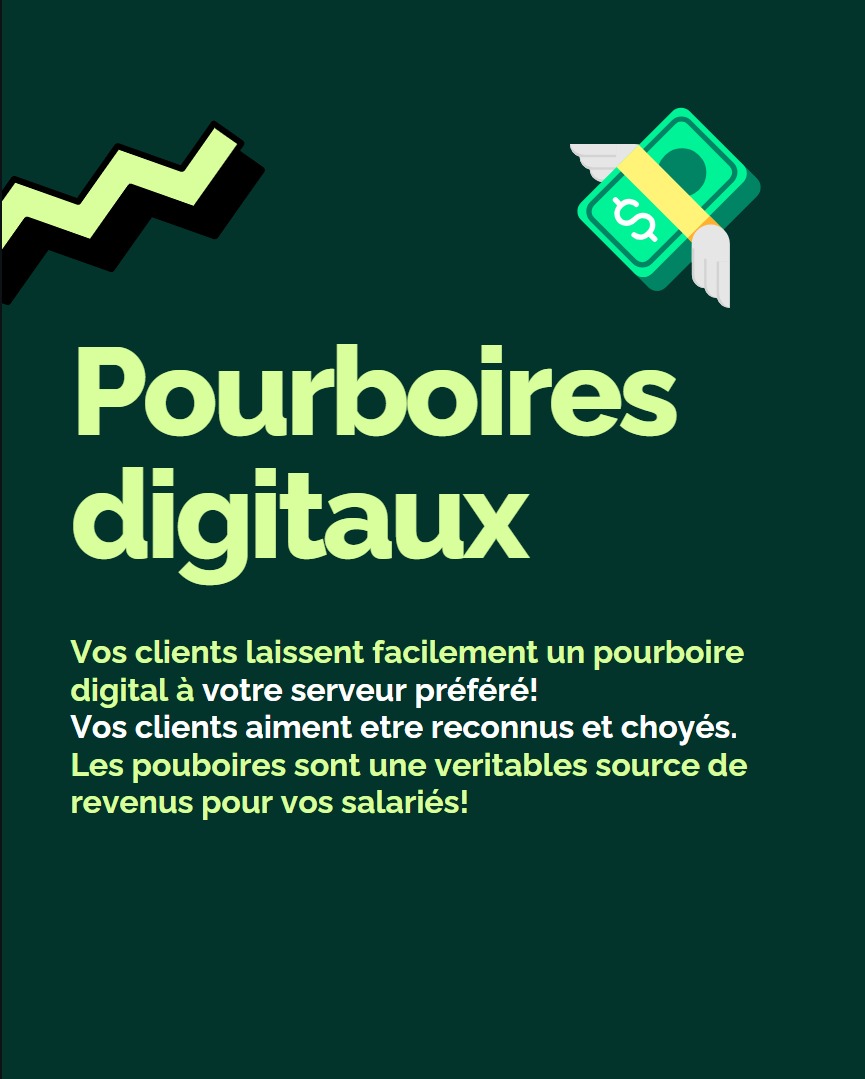 Pourboires
digitaux
Vos clients laissent facilement un pourboire
digital à votre serveur préféré!
Vos clients aiment etre reconnus et choyés.
Les pouboires sont une veritables source de
revenus pour vos salariés!
$